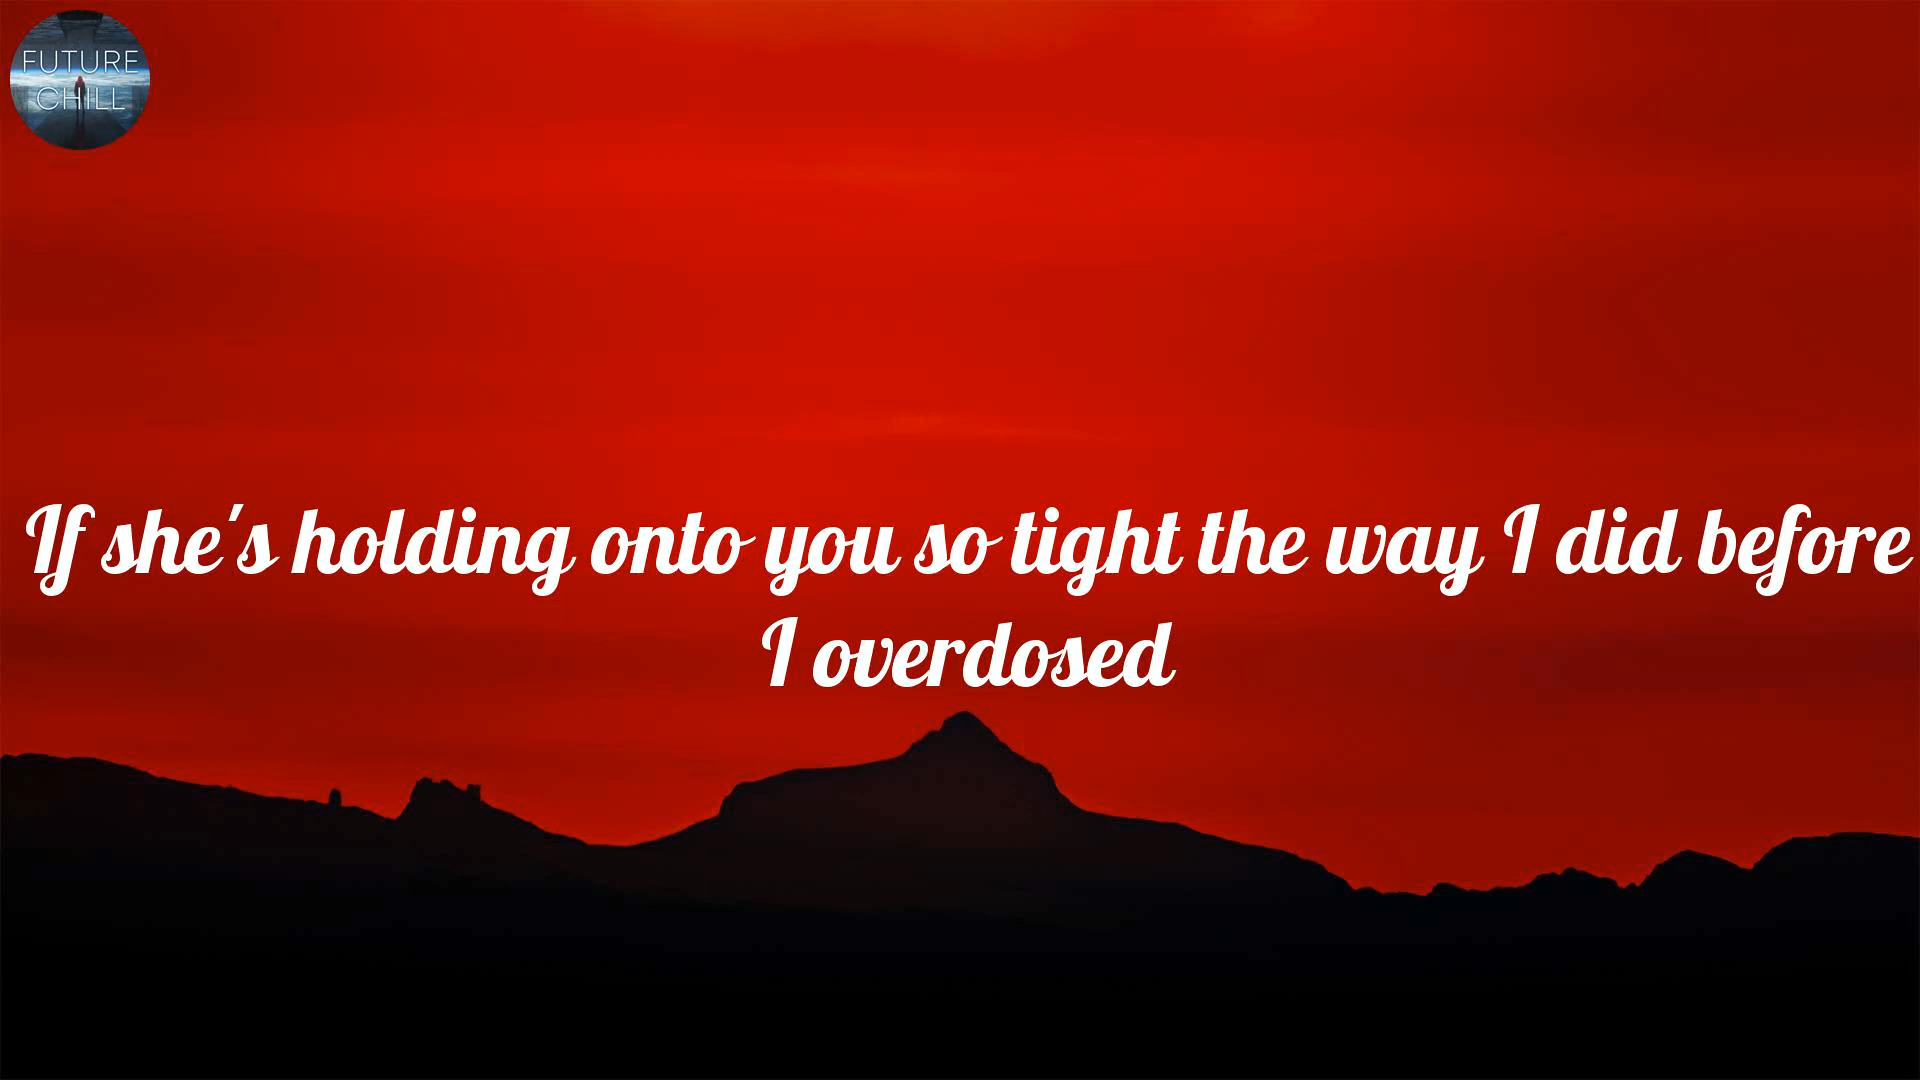 FUTURE
CHILL
If she's holding onto you so tight the way I did before
I overdosed